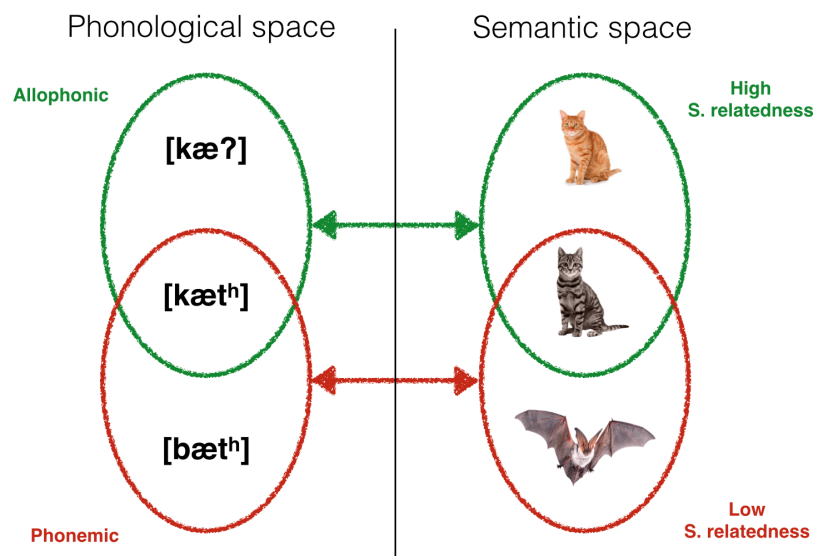 Phonological space
Semantic space
Allophonic
High
S. relatedness
[kæʔ]
[kætʰ]
[bætʰ]
Phonemic
Low
S. relatedness